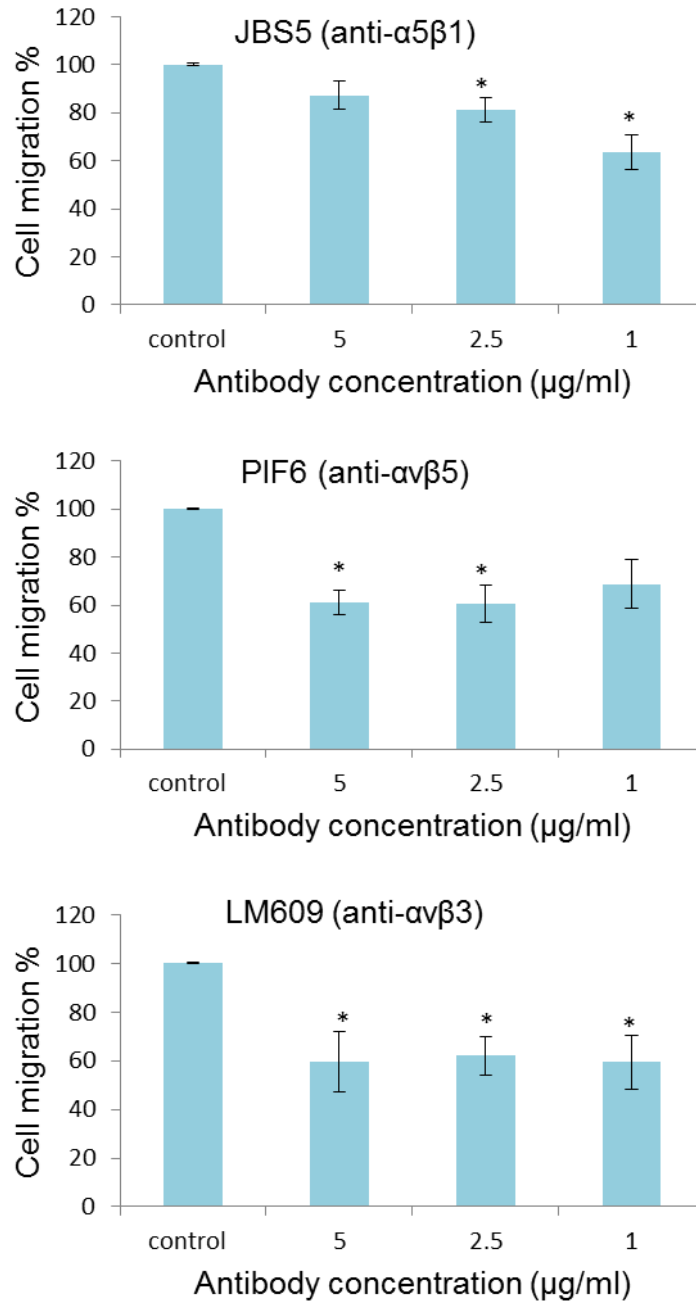 JBS5 (anti-α5β1)
Cell migration %
120
100
80
60
40
20
0
*
*
control 5 2.5 1
Antibody concentration (μg/ml)
PIF6 (anti-αvβ5)
Cell migration %
120
100
80
60
40
20
0
*
*
control 5 2.5 1
Antibody concentration (μg/ml)
LM609 (anti-αvβ3)
Cell migration %
120
100
80
60
40
20
0
*
*
*
control 5 2.5 1
Antibody concentration (μg/ml)